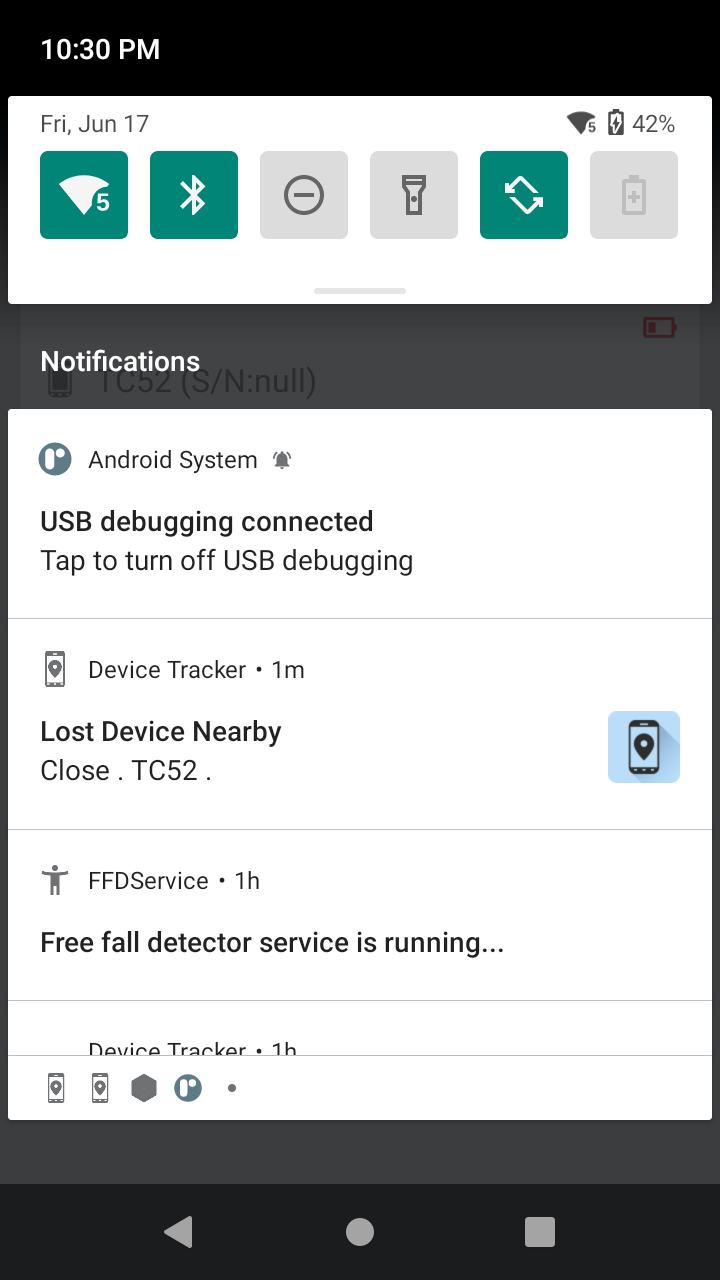 10:30 PM
Fri, Jun 17
5 42%
5
Notifications
TC52 (S/N:null)
Android System
USB debugging connected
Tap to turn off USB debugging
Device Tracker • 1m
Lost Device Nearby
Close . TC52 .
FFDService • 1h
Free fall detector service is running...
Device Tracker • 1h